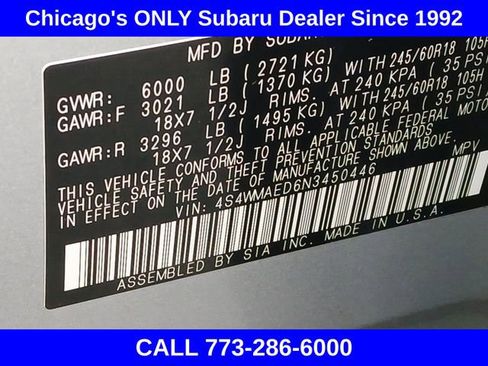 Chicago's ONLY Subaru Dealer Since 1992
MFD BY SUBAR
GVWR: 6000 LB (2721 KG)
GAWR:F 3021 LB (1370 KG) WITH 245/60R18 105H
18X7 1/2J RIMS. AT 240 KPA (35 PSI
GAWR:R 3296 LB (1495 KG) WITH 245/60R18 105H
18X7 1/2J RIMS. AT 240 KPA (35 PSI
THIS VEHICLE CONFORMS TO ALL APPLICABLE FEDERAL MOTOR
VEHICLE SAFETY AND THEFT PREVENTION STANDARDS
IN EFFECT ON THE DATE OF MANUFACTURE SHOWN ABOVE.
VIN: 4S4WMAED6N3450446 MPV
ASSEMBLED BY SIA INC. MADE IN U.S.A.
CALL 773-286-6000